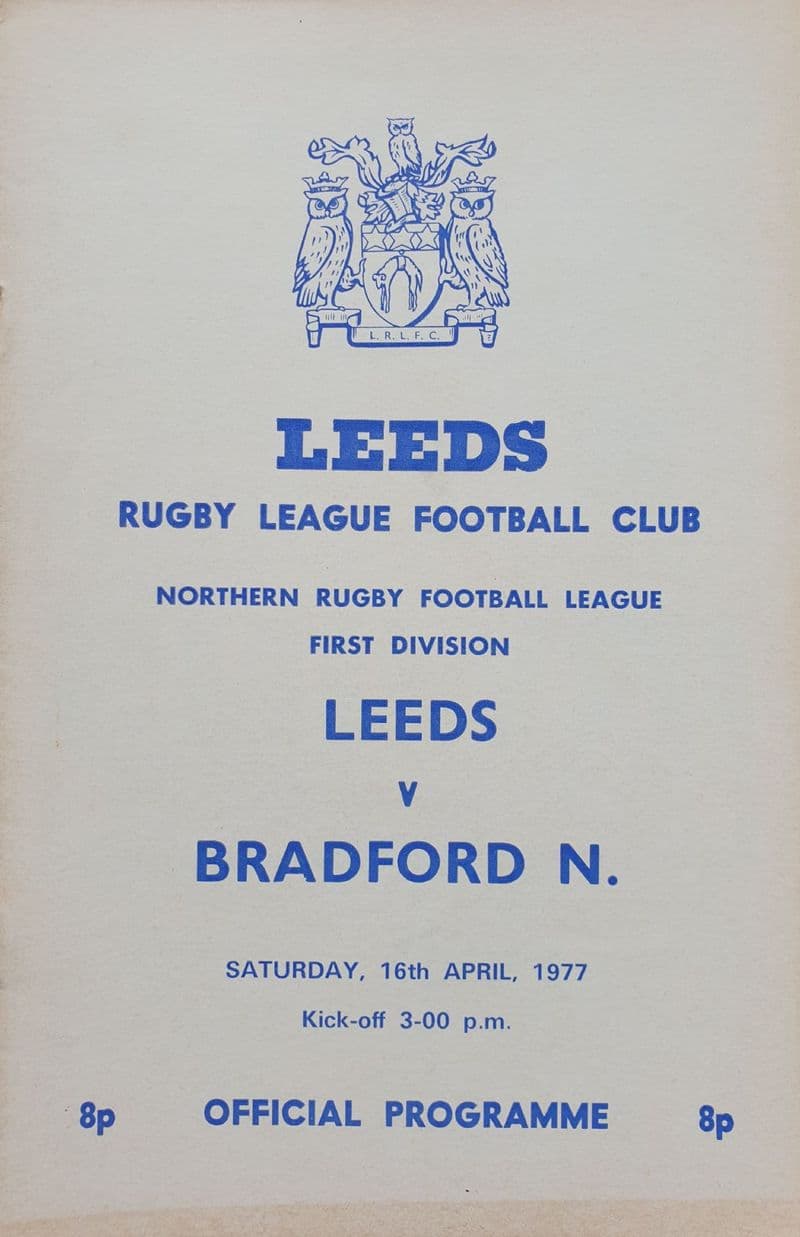 L. R. L. F. C.
LEEDS
RUGBY LEAGUE FOOTBALL CLUB
NORTHERN RUGBY FOOTBALL LEAGUE
FIRST DIVISION
LEEDS
V
BRADFORD N.
SATURDAY, 16th APRIL, 1977
Kick-off 3-00 p.m.
8p OFFICIAL PROGRAMME 8p